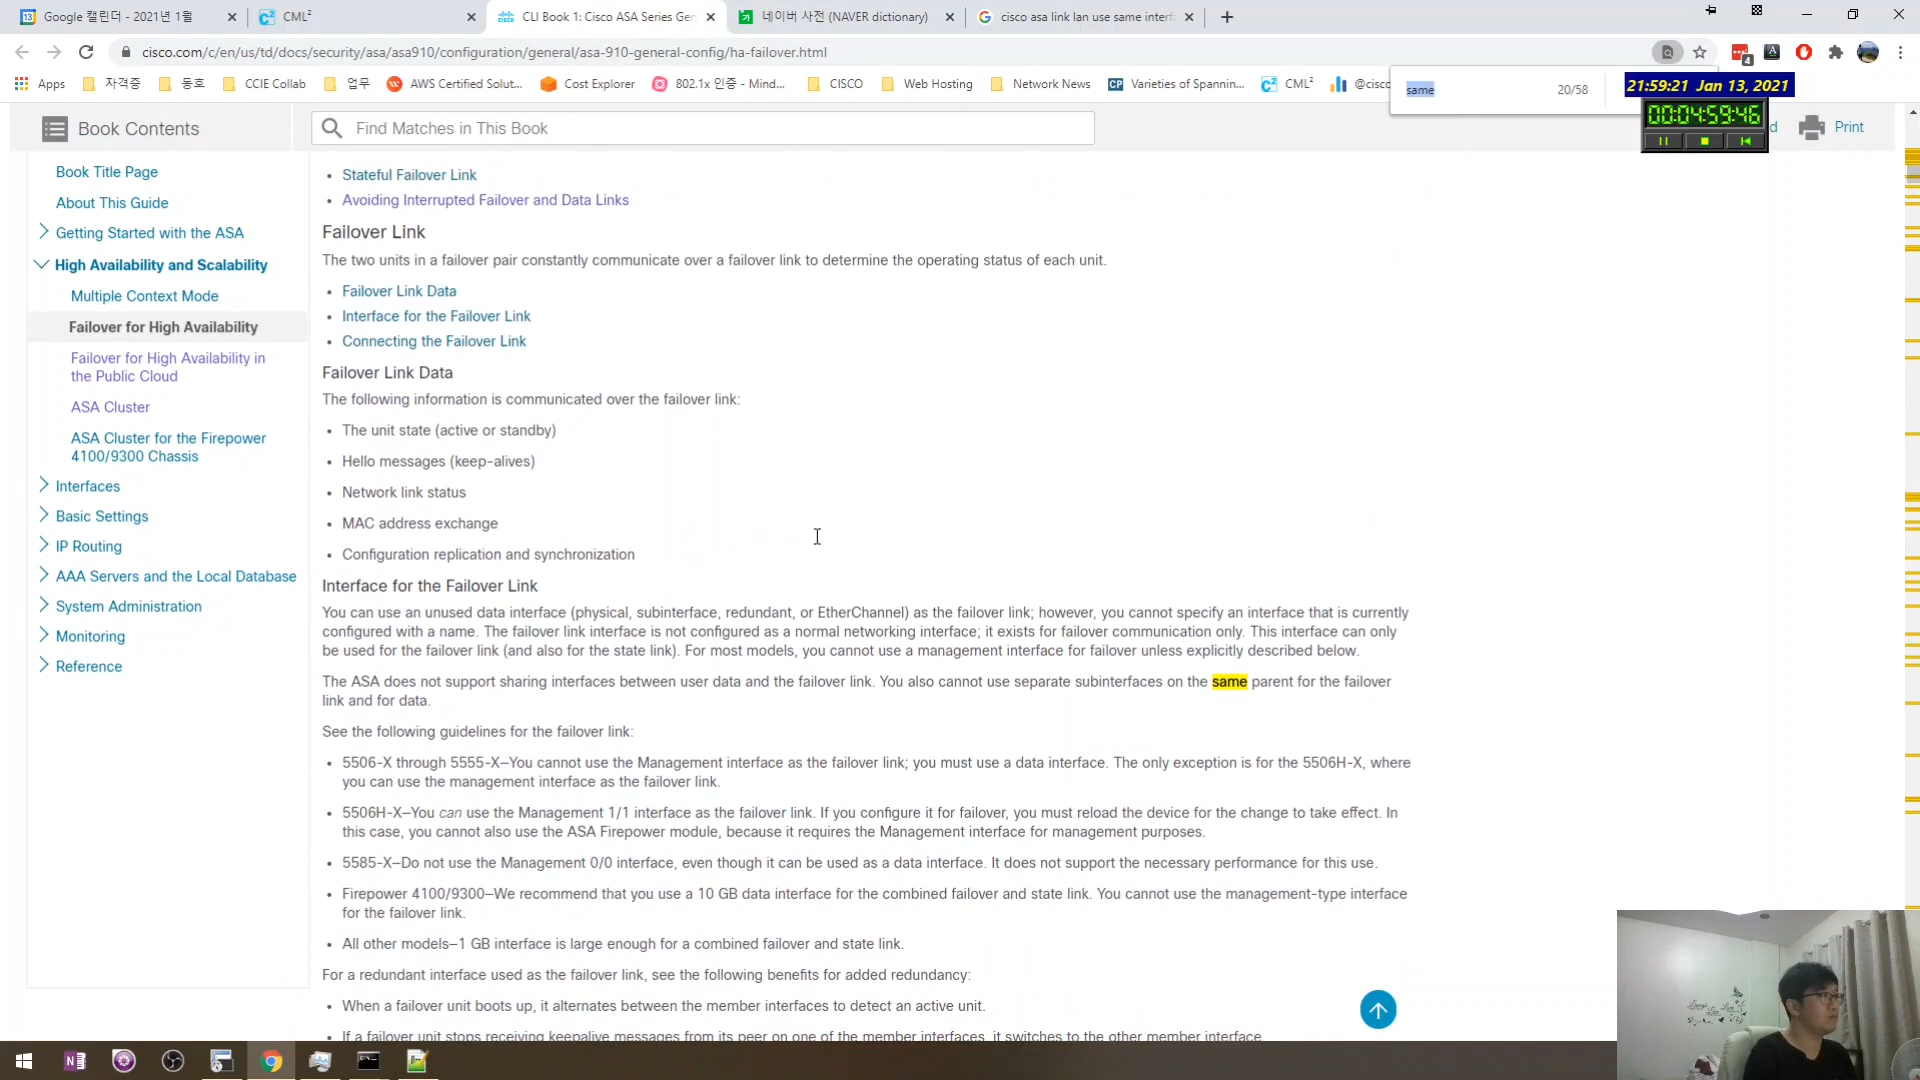 Google 캘린더 - 2021년 1월
CML²
CLI Book 1: Cisco ASA Series Gen
네이버 사전 (NAVER dictionary)
cisco asa link lan use same interf
cisco.com/c/en/us/td/docs/security/asa/asa910/configuration/general/asa-910-general-config/ha-failover.html
4
Apps
자격증
동호
CCIE Collab
업무
AWS Certified Solut...
Cost Explorer
802.1x 인증 - Mind...
CISCO
Web Hosting
Network News
Varieties of Spannin...
CML²
@cisco
same
20/58
21:59:21 Jan 13, 2021
00:04:59:46
Book Contents
Find Matches in This Book
d
Print
Book Title Page
About This Guide
Getting Started with the ASA
High Availability and Scalability
Multiple Context Mode
Failover for High Availability
Failover for High Availability in
the Public Cloud
ASA Cluster
ASA Cluster for the Firepower
4100/9300 Chassis
Interfaces
Basic Settings
IP Routing
AAA Servers and the Local Database
System Administration
Monitoring
Reference
• Stateful Failover Link
• Avoiding Interrupted Failover and Data Links
Failover Link
The two units in a failover pair constantly communicate over a failover link to determine the operating status of each unit.
• Failover Link Data
• Interface for the Failover Link
• Connecting the Failover Link
Failover Link Data
The following information is communicated over the failover link:
• The unit state (active or standby)
• Hello messages (keep-alives)
• Network link status
• MAC address exchange
• Configuration replication and synchronization
Interface for the Failover Link
You can use an unused data interface (physical, subinterface, redundant, or EtherChannel) as the failover link; however, you cannot specify an interface that is currently
configured with a name. The failover link interface is not configured as a normal networking interface; it exists for failover communication only. This interface can only
be used for the failover link (and also for the state link). For most models, you cannot use a management interface for failover unless explicitly described below.
The ASA does not support sharing interfaces between user data and the failover link. You also cannot use separate subinterfaces on the same parent for the failover
link and for data.
See the following guidelines for the failover link:
• 5506-X through 5555-X—You cannot use the Management interface as the failover link; you must use a data interface. The only exception is for the 5506H-X, where
you can use the management interface as the failover link.
• 5506H-X—You can use the Management 1/1 interface as the failover link. If you configure it for failover, you must reload the device for the change to take effect. In
this case, you cannot also use the ASA Firepower module, because it requires the Management interface for management purposes.
• 5585-X—Do not use the Management 0/0 interface, even though it can be used as a data interface. It does not support the necessary performance for this use.
• Firepower 4100/9300—We recommend that you use a 10 GB data interface for the combined failover and state link. You cannot use the management-type interface
for the failover link.
• All other models—1 GB interface is large enough for a combined failover and state link.
For a redundant interface used as the failover link, see the following benefits for added redundancy:
• When a failover unit boots up, it alternates between the member interfaces to detect an active unit.
• If a failover unit stops receiving keepalive messages from its peer on one of the member interfaces, it switches to the other member interface.